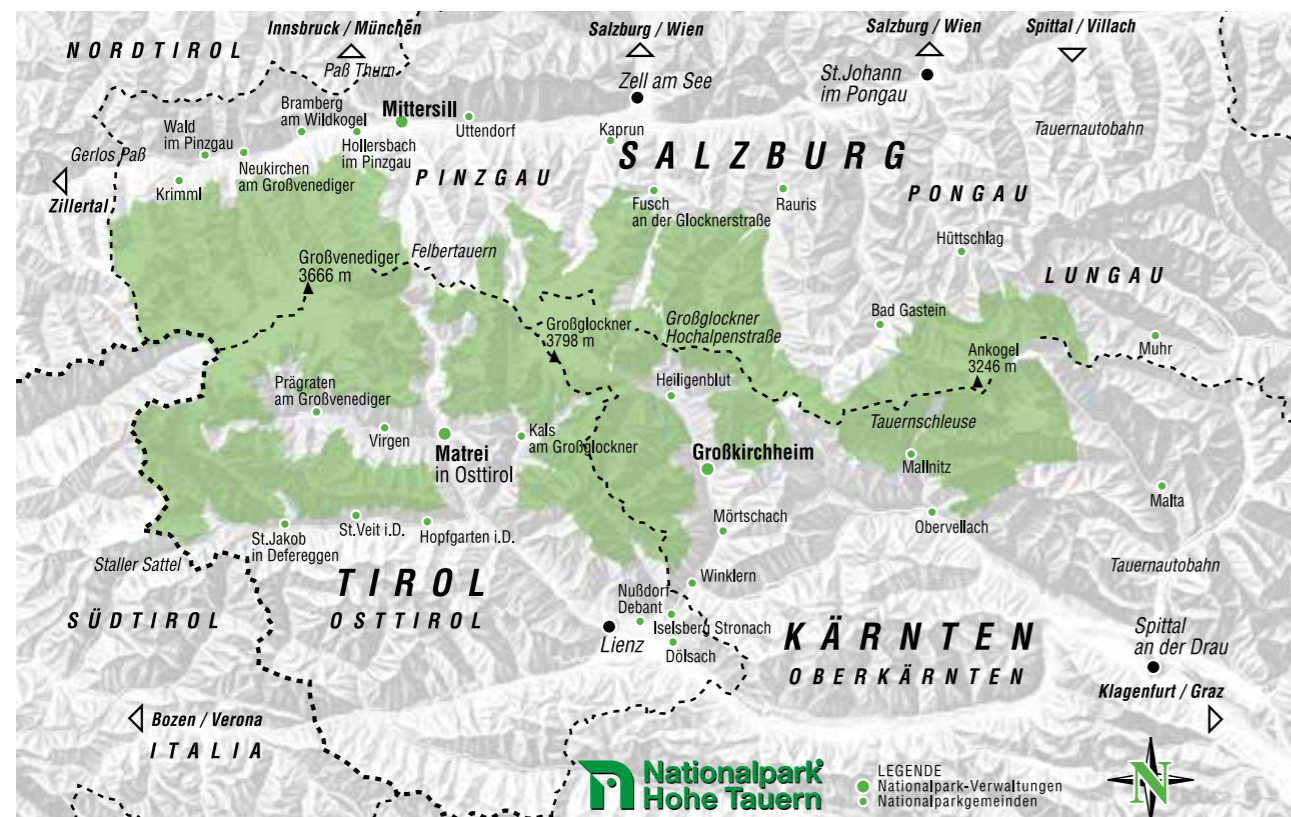 Innsbruck / München
Salzburg / Wien
Salzburg / Wien
Spittal / Villach
NORDTIROL
Paß Thurn
Zell am See
St.Johann
im Pongau
Bramberg
am Wildkogel
Mittersill
Uttendorf
Kaprun
Tauernautobahn
Wald
im Pinzgau
Hollersbach
im Pinzgau
Gerlos Paß
Neukirchen
am Großvenediger
Krimml
Zillertal
PINZGAU
SALZBURG
PONGAU
Fusch
an der Glocknerstraße
Rauris
Hüttschlag
LUNGAU
Großvenediger
3666 m
Felbertauern
Großglockner
3798 m
Großglockner
Hochalpenstraße
Bad Gastein
Ankogel
3246 m
Muhr
Prägraten
am Großvenediger
Heiligenblut
Virgen
Matrei
in Osttirol
Kals
am Großglockner
Tauernschleuse
Großkirchheim
Mallnitz
Malta
Obervellach
Mörtschach
St.Jakob
in Defereggen
St.Veit i.D.
Hopfgarten i.D.
Staller Sattel
Tauernautobahn
TIROL
OSTTIROL
SÜDTIROL
Winklern
Nußdorf-
Debant
Iselsberg Stronach
Lienz
Dölsach
KÄRNTEN
OBERKÄRNTEN
Spittal
an der Drau
Klagenfurt / Graz
Bozen / Verona
ITALIA
Nationalpark
Hohe Tauern
LEGENDE
Nationalpark-Verwaltungen
Nationalparkgemeinden
N